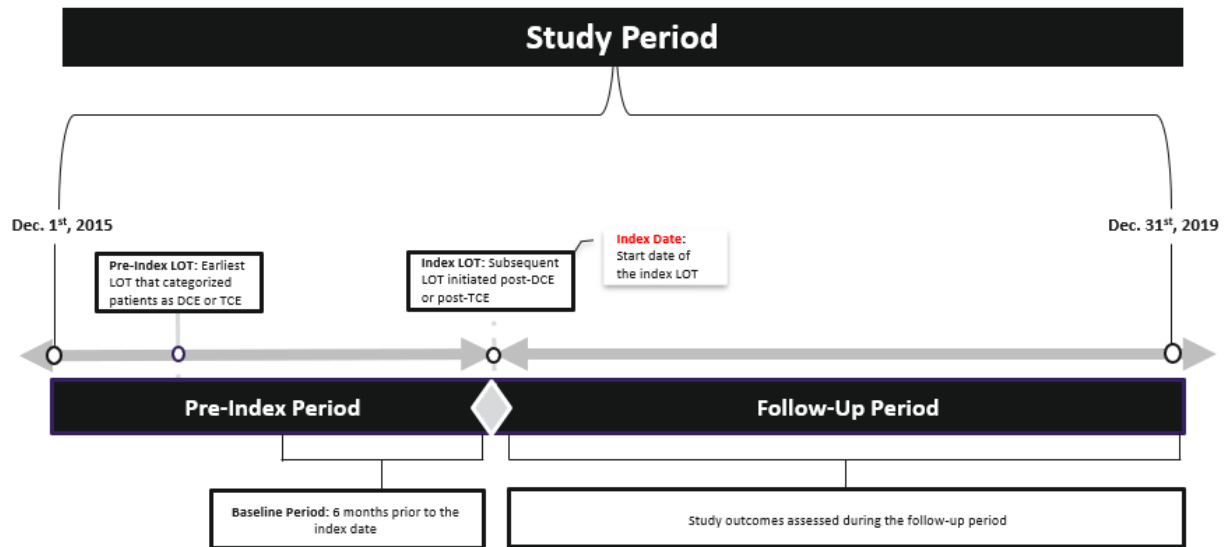 Study Period
Dec. 1st, 2015
Dec. 31st, 2019
Pre-Index LOT: Earliest
LOT that categorized
patients as DCE or TCE
Index LOT: Subsequent
LOT initiated post-DCE
or post-TCE
Index Date:
Start date of
the index LOT
Pre-Index Period
Follow-Up Period
Baseline Period: 6 months prior to the
index date
Study outcomes assessed during the follow-up period